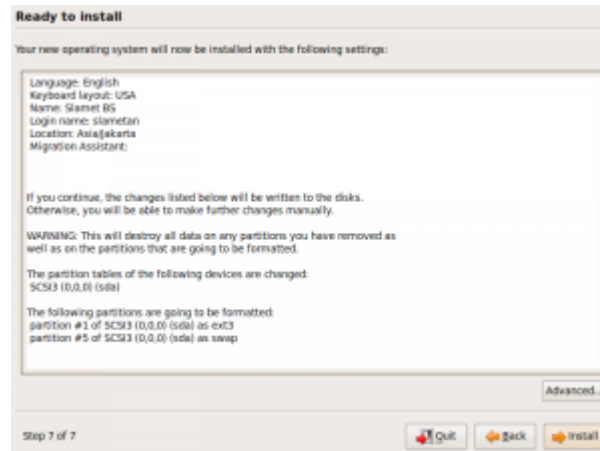 Ready to install
Your new operating system will now be installed with the following settings:
Language: English
Keyboard layout: USA
Name: Slamet BS
Login name: slametan
Location: Asia/Jakarta
Migration Assistant:
If you continue, the changes listed below will be written to the disks.
Otherwise, you will be able to make further changes manually.
WARNING: This will destroy all data on any partitions you have removed as
well as on the partitions that are going to be formatted.
The partition tables of the following devices are changed:
SCSI3 (0,0,0) (sda)
The following partitions are going to be formatted:
partition #1 of SCSI3 (0,0,0) (sda) as ext3
partition #5 of SCSI3 (0,0,0) (sda) as swap
Advanced..
Step 7 of 7
Quit
Back
Install